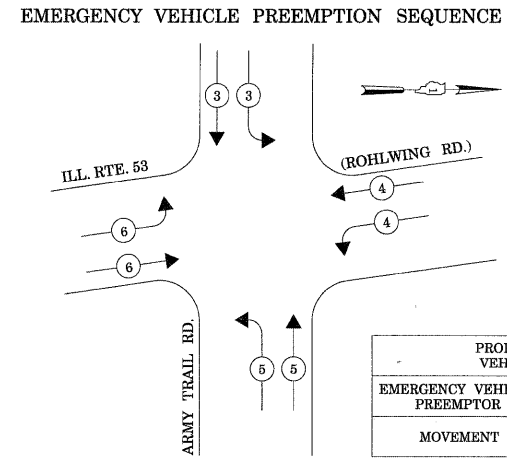 EMERGENCY VEHICLE PREEMPTION SEQUENCE
3 3
1
ILL. RTE. 53
(ROHLWING RD.)
4
4
6
6
5 5
ARMY TRAIL RD.
EMERGENCY
PREEMPTOR
MOVEMENT